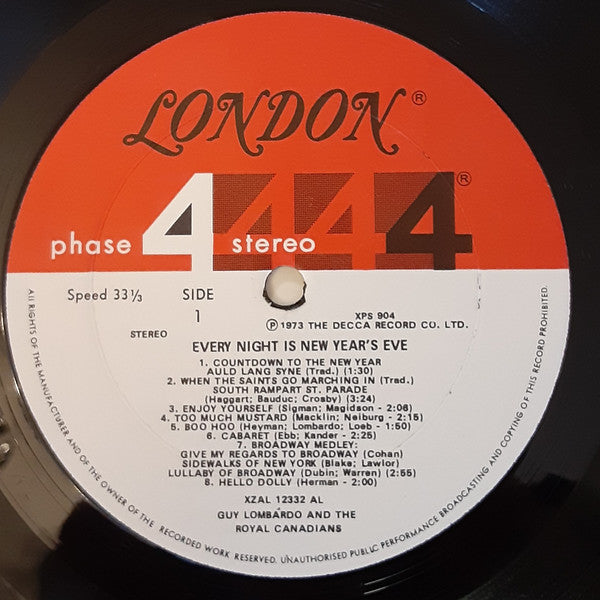 LONDON ®
phase 4 4 4 4 ® stereo
Speed 33⅓ SIDE
1
STEREO
XPS 904
℗ 1973 THE DECCA RECORD CO. LTD.
EVERY NIGHT IS NEW YEAR'S EVE
1. COUNTDOWN TO THE NEW YEAR
AULD LANG SYNE (Trad.) (1:30)
2. WHEN THE SAINTS GO MARCHING IN (Trad.)
SOUTH RAMPART ST. PARADE
(Haggart; Bauduc; Crosby) (3:24)
3. ENJOY YOURSELF (Sigman; Magidson - 2:08)
4. TOO MUCH MUSTARD (Macklin; Neiburg - 2:15)
5. BOO HOO (Heyman; Lombardo; Loeb - 1:50)
6. CABARET (Ebb; Kander - 2:25)
7. BROADWAY MEDLEY:
GIVE MY REGARDS TO BROADWAY (Cohan)
SIDEWALKS OF NEW YORK (Blake; Lawlor)
LULLABY OF BROADWAY (Dubin; Warren) (2:55)
8. HELLO DOLLY (Herman - 2:00)
XZAL 12332 AL
GUY LOMBARDO AND THE
ROYAL CANADIANS
All RIGHTS OF THE MANUFACTURER AND OF THE OWNER OF THE RECORDED WORK RESERVED. UNAUTHORISED PUBLIC PERFORMANCE BROADCASTING AND COPYING OF THIS RECORD PROHIBITED.